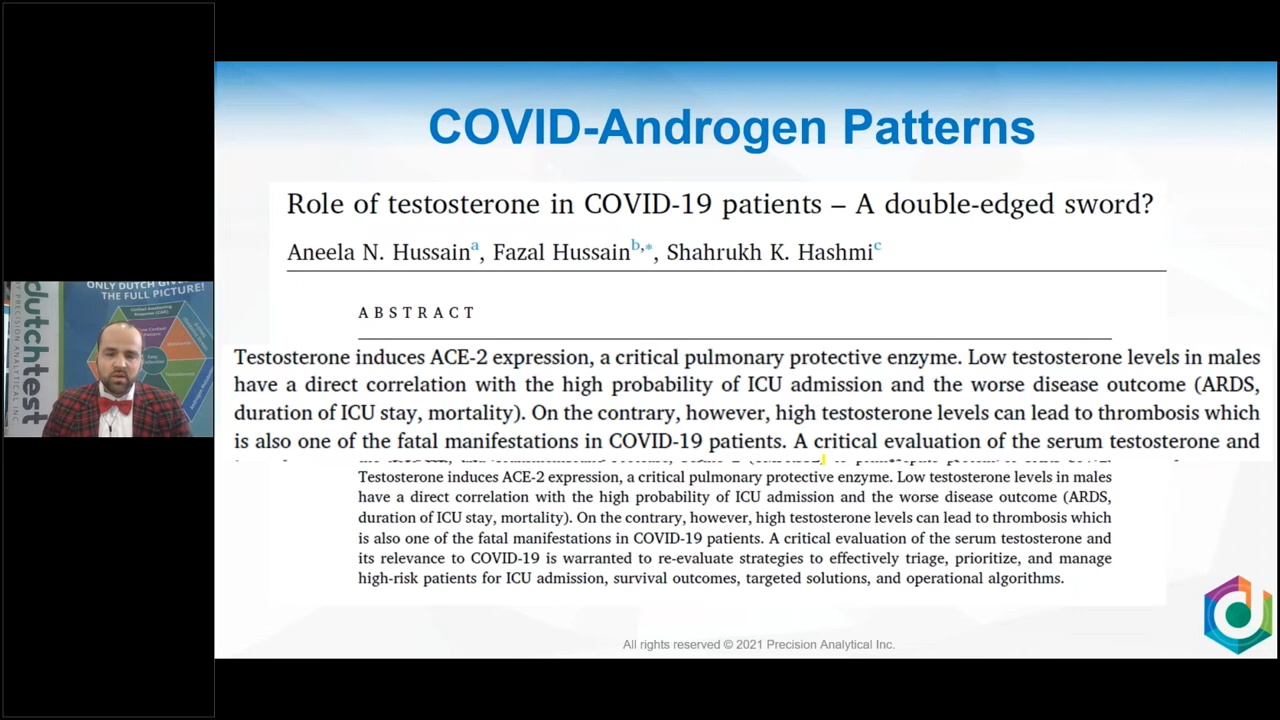 COVID-Androgen Patterns
Role of testosterone in COVID-19 patients – A double-edged sword?
Aneela N. Hussainᵃ, Fazal Hussainᵇ,*, Shahrukh K. Hashmiᶜ
ABSTRACT
Testosterone induces ACE-2 expression, a critical pulmonary protective enzyme. Low testosterone levels in males
have a direct correlation with the high probability of ICU admission and the worse disease outcome (ARDS,
duration of ICU stay, mortality). On the contrary, however, high testosterone levels can lead to thrombosis which
is also one of the fatal manifestations in COVID-19 patients. A critical evaluation of the serum testosterone and
Testosterone induces ACE-2 expression, a critical pulmonary protective enzyme. Low testosterone levels in males
have a direct correlation with the high probability of ICU admission and the worse disease outcome (ARDS,
duration of ICU stay, mortality). On the contrary, however, high testosterone levels can lead to thrombosis which
is also one of the fatal manifestations in COVID-19 patients. A critical evaluation of the serum testosterone and
its relevance to COVID-19 is warranted to re-evaluate strategies to effectively triage, prioritize, and manage
high-risk patients for ICU admission, survival outcomes, targeted solutions, and operational algorithms.
All rights reserved © 2021 Precision Analytical Inc.
ONLY DUTCH
THE FULL PICTURE!
dutchtest